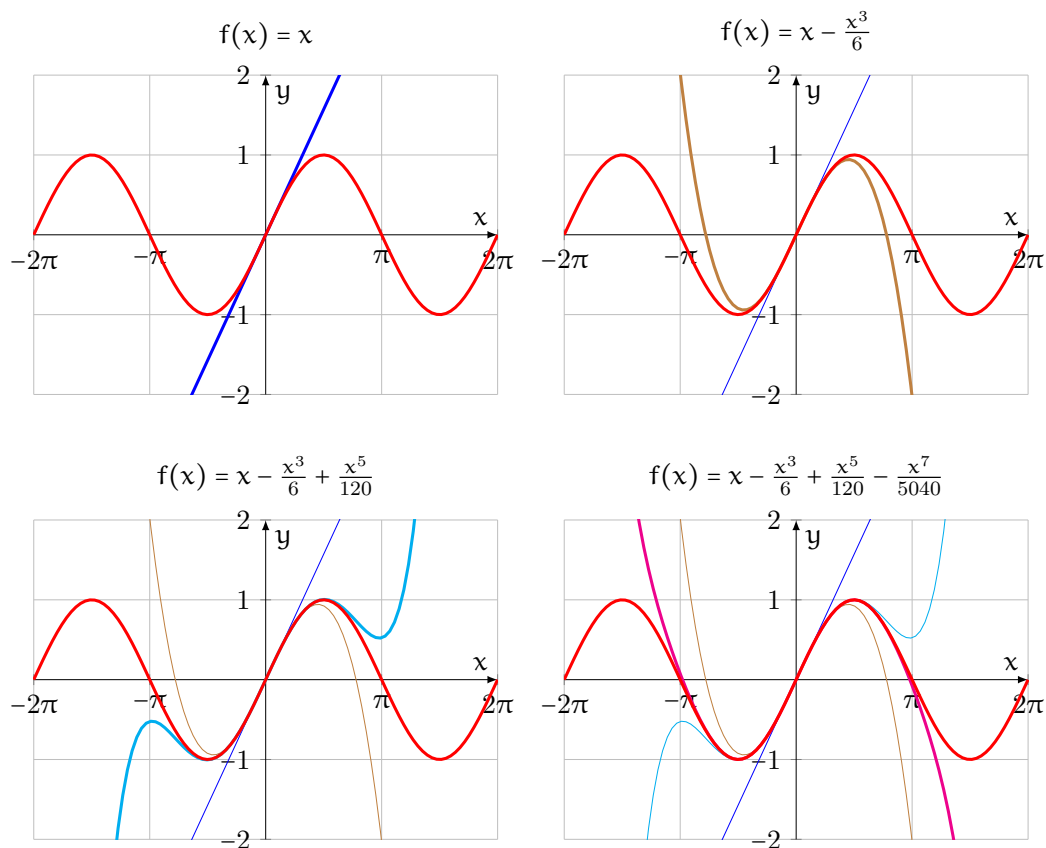 f(x) = x
2
y
1
x
−2π
−π
π
2π
−1
−2
f(x) = x − x³/6
2
y
1
x
−2π
−π
π
2π
−1
−2
f(x) = x − x³/6 + x⁵/120
2
y
1
x
−2π
−π
π
2π
−1
−2
f(x) = x − x³/6 + x⁵/120 − x⁷/5040
2
y
1
x
−2π
−π
π
2π
−1
−2